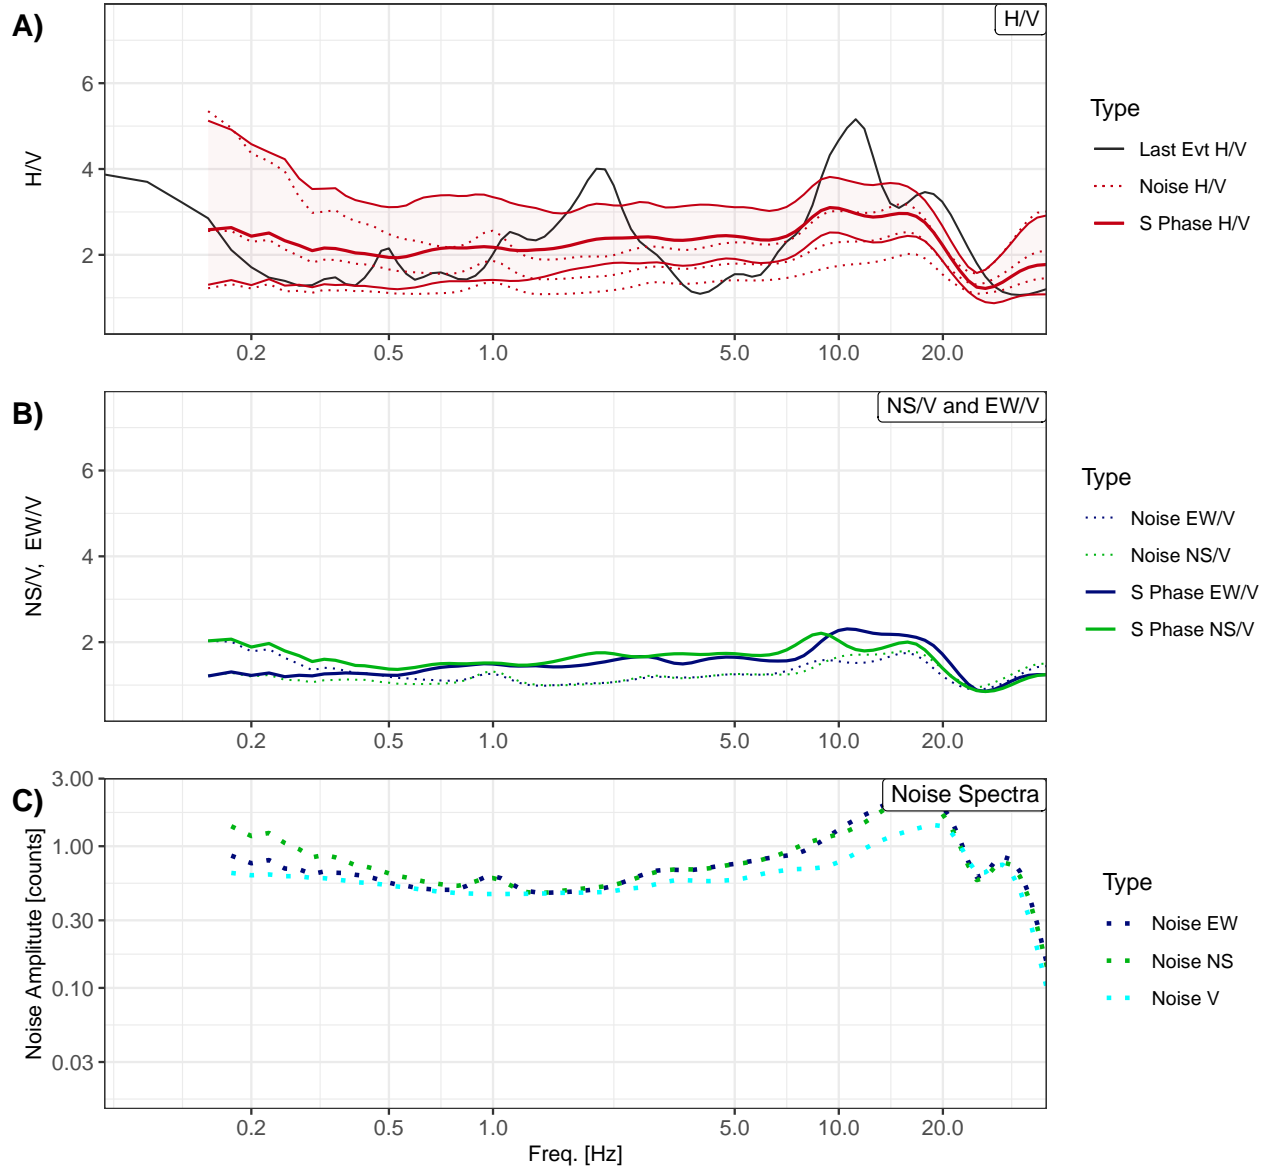 A)
H/V
6
4
2
H/V
0.2 0.5 1.0 5.0 10.0 20.0
Type
Last Evt H/V
Noise H/V
S Phase H/V
B)
NS/V and EW/V
6
4
2
NS/V, EW/V
0.2 0.5 1.0 5.0 10.0 20.0
Type
Noise EW/V
Noise NS/V
S Phase EW/V
S Phase NS/V
C)
Noise Spectra
3.00
1.00
0.30
0.10
0.03
Noise Amplitude [counts]
0.2 0.5 1.0 5.0 10.0 20.0
Freq. [Hz]
Type
Noise EW
Noise NS
Noise V